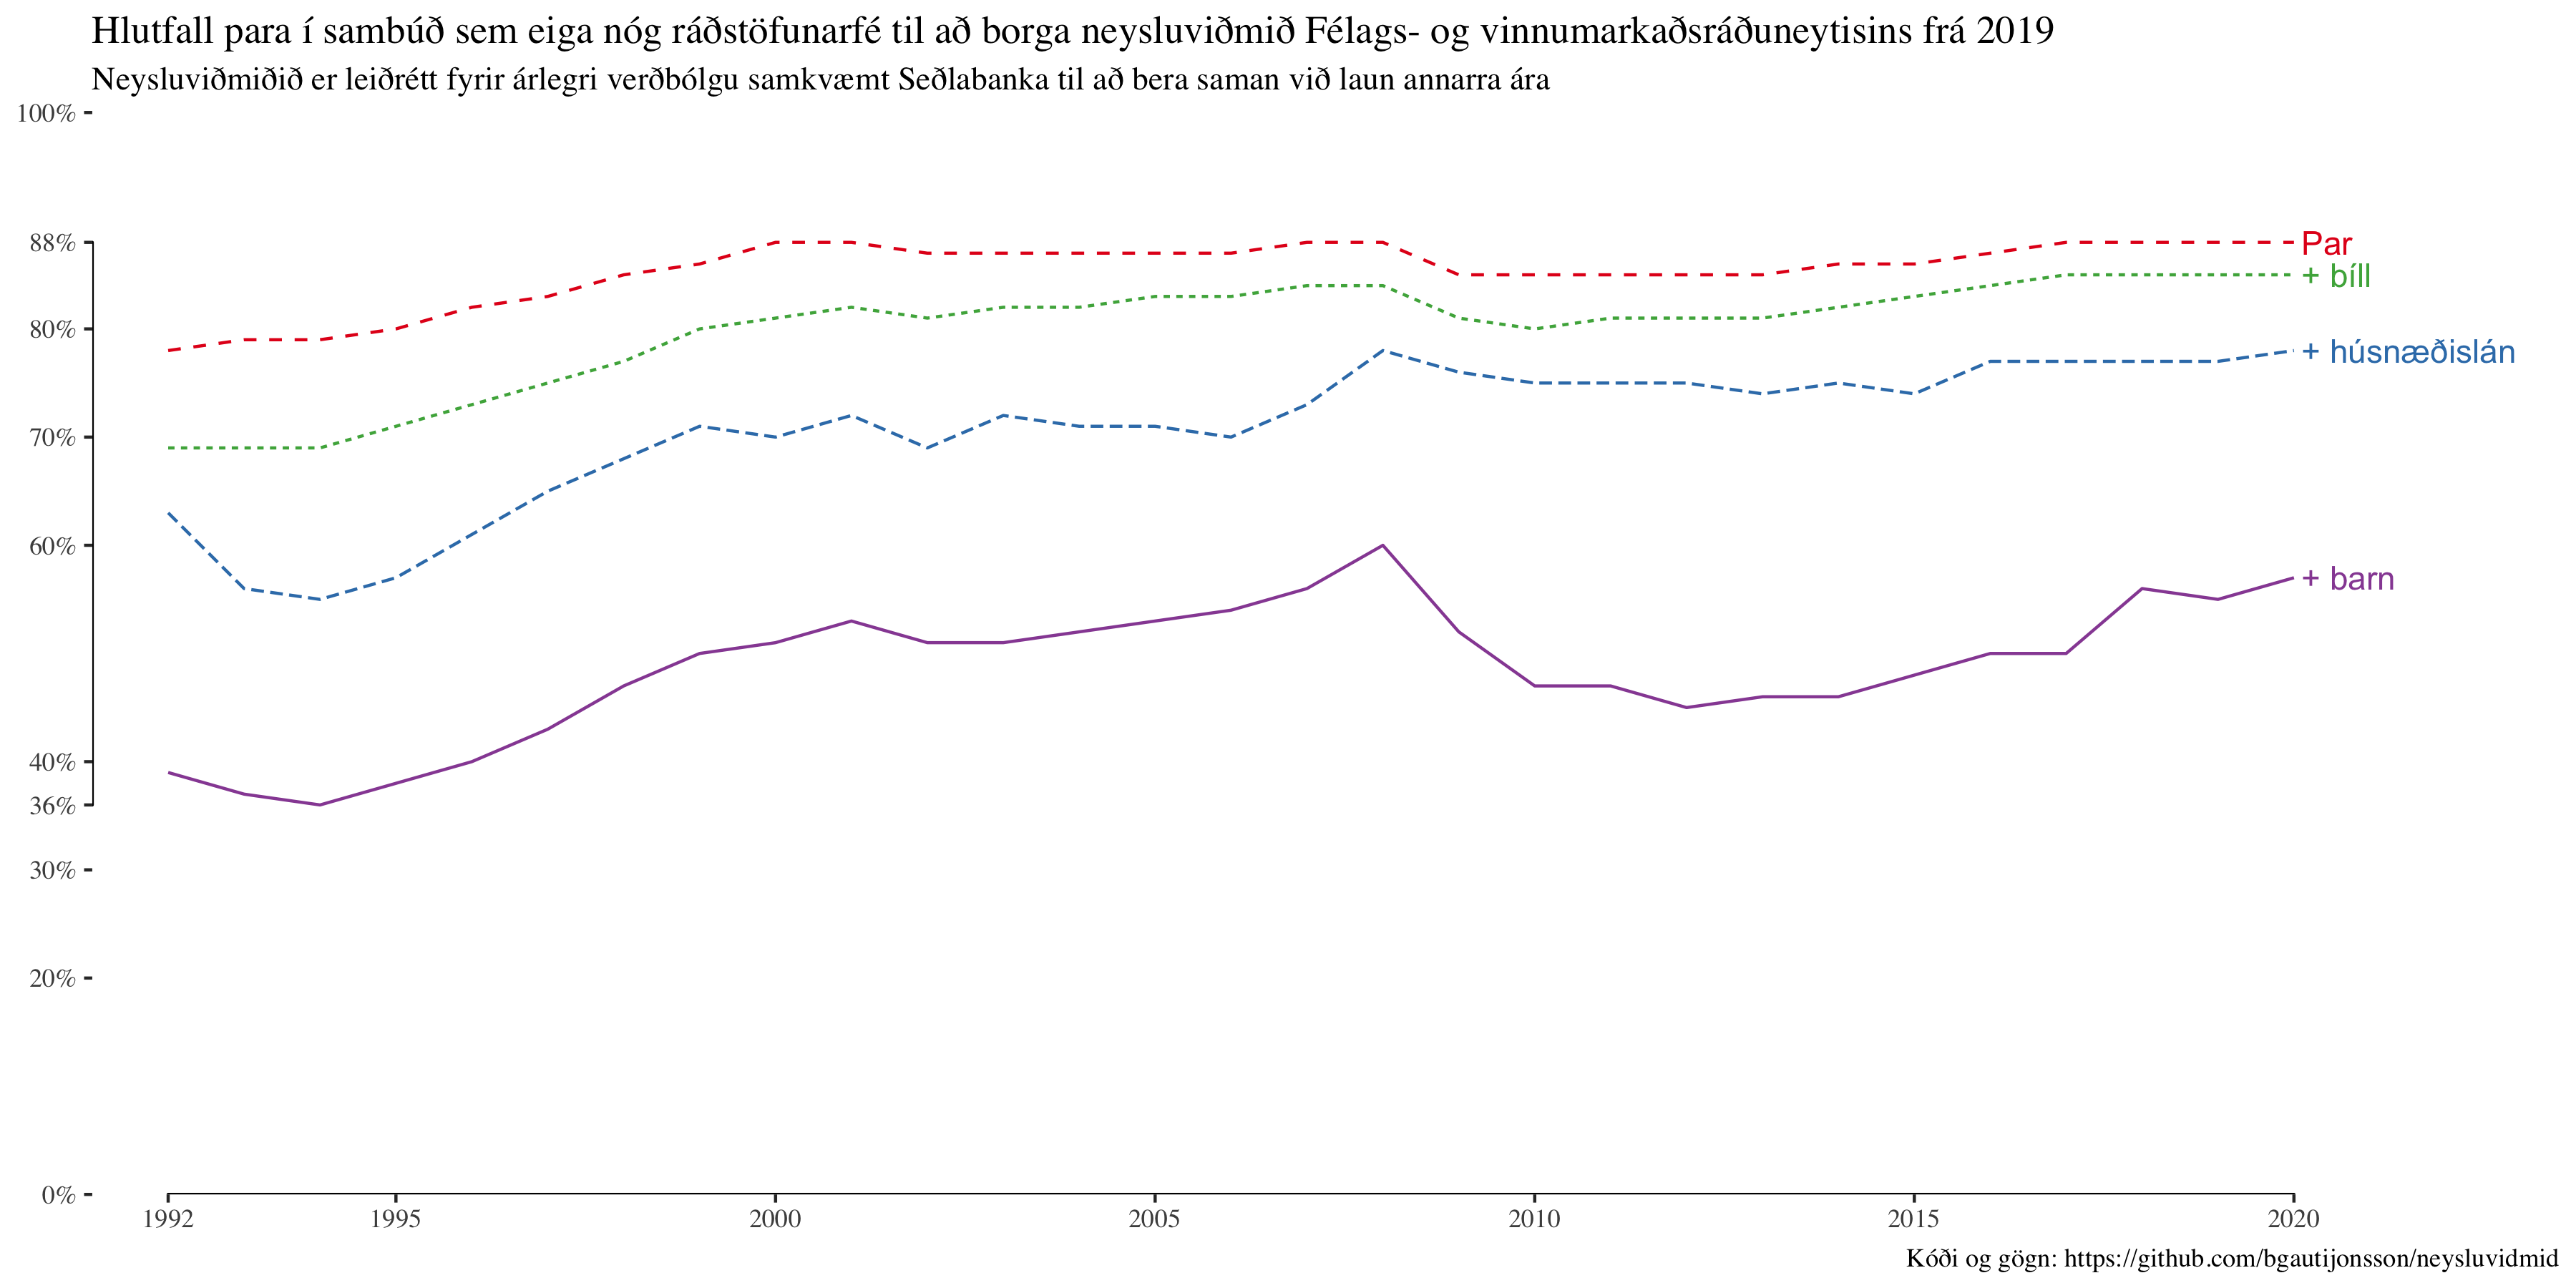 Hlutfall para í sambúð sem eiga nóg ráðstöfunarfé til að borga neysluviðmið Félags- og vinnumarkaðsráðuneytisins frá 2019
Neysluviðmiðið er leiðrétt fyrir árlegri verðbólgu samkvæmt Seðlabanka til að bera saman við laun annarra ára
100%
88%
80%
70%
60%
40%
36%
30%
20%
0%
Par
+ bíll
+ húsnæðislán
+ barn
1992 1995 2000 2005 2010 2015 2020
Kóði og gögn: https://github.com/bgautijonsson/neysluvidmid